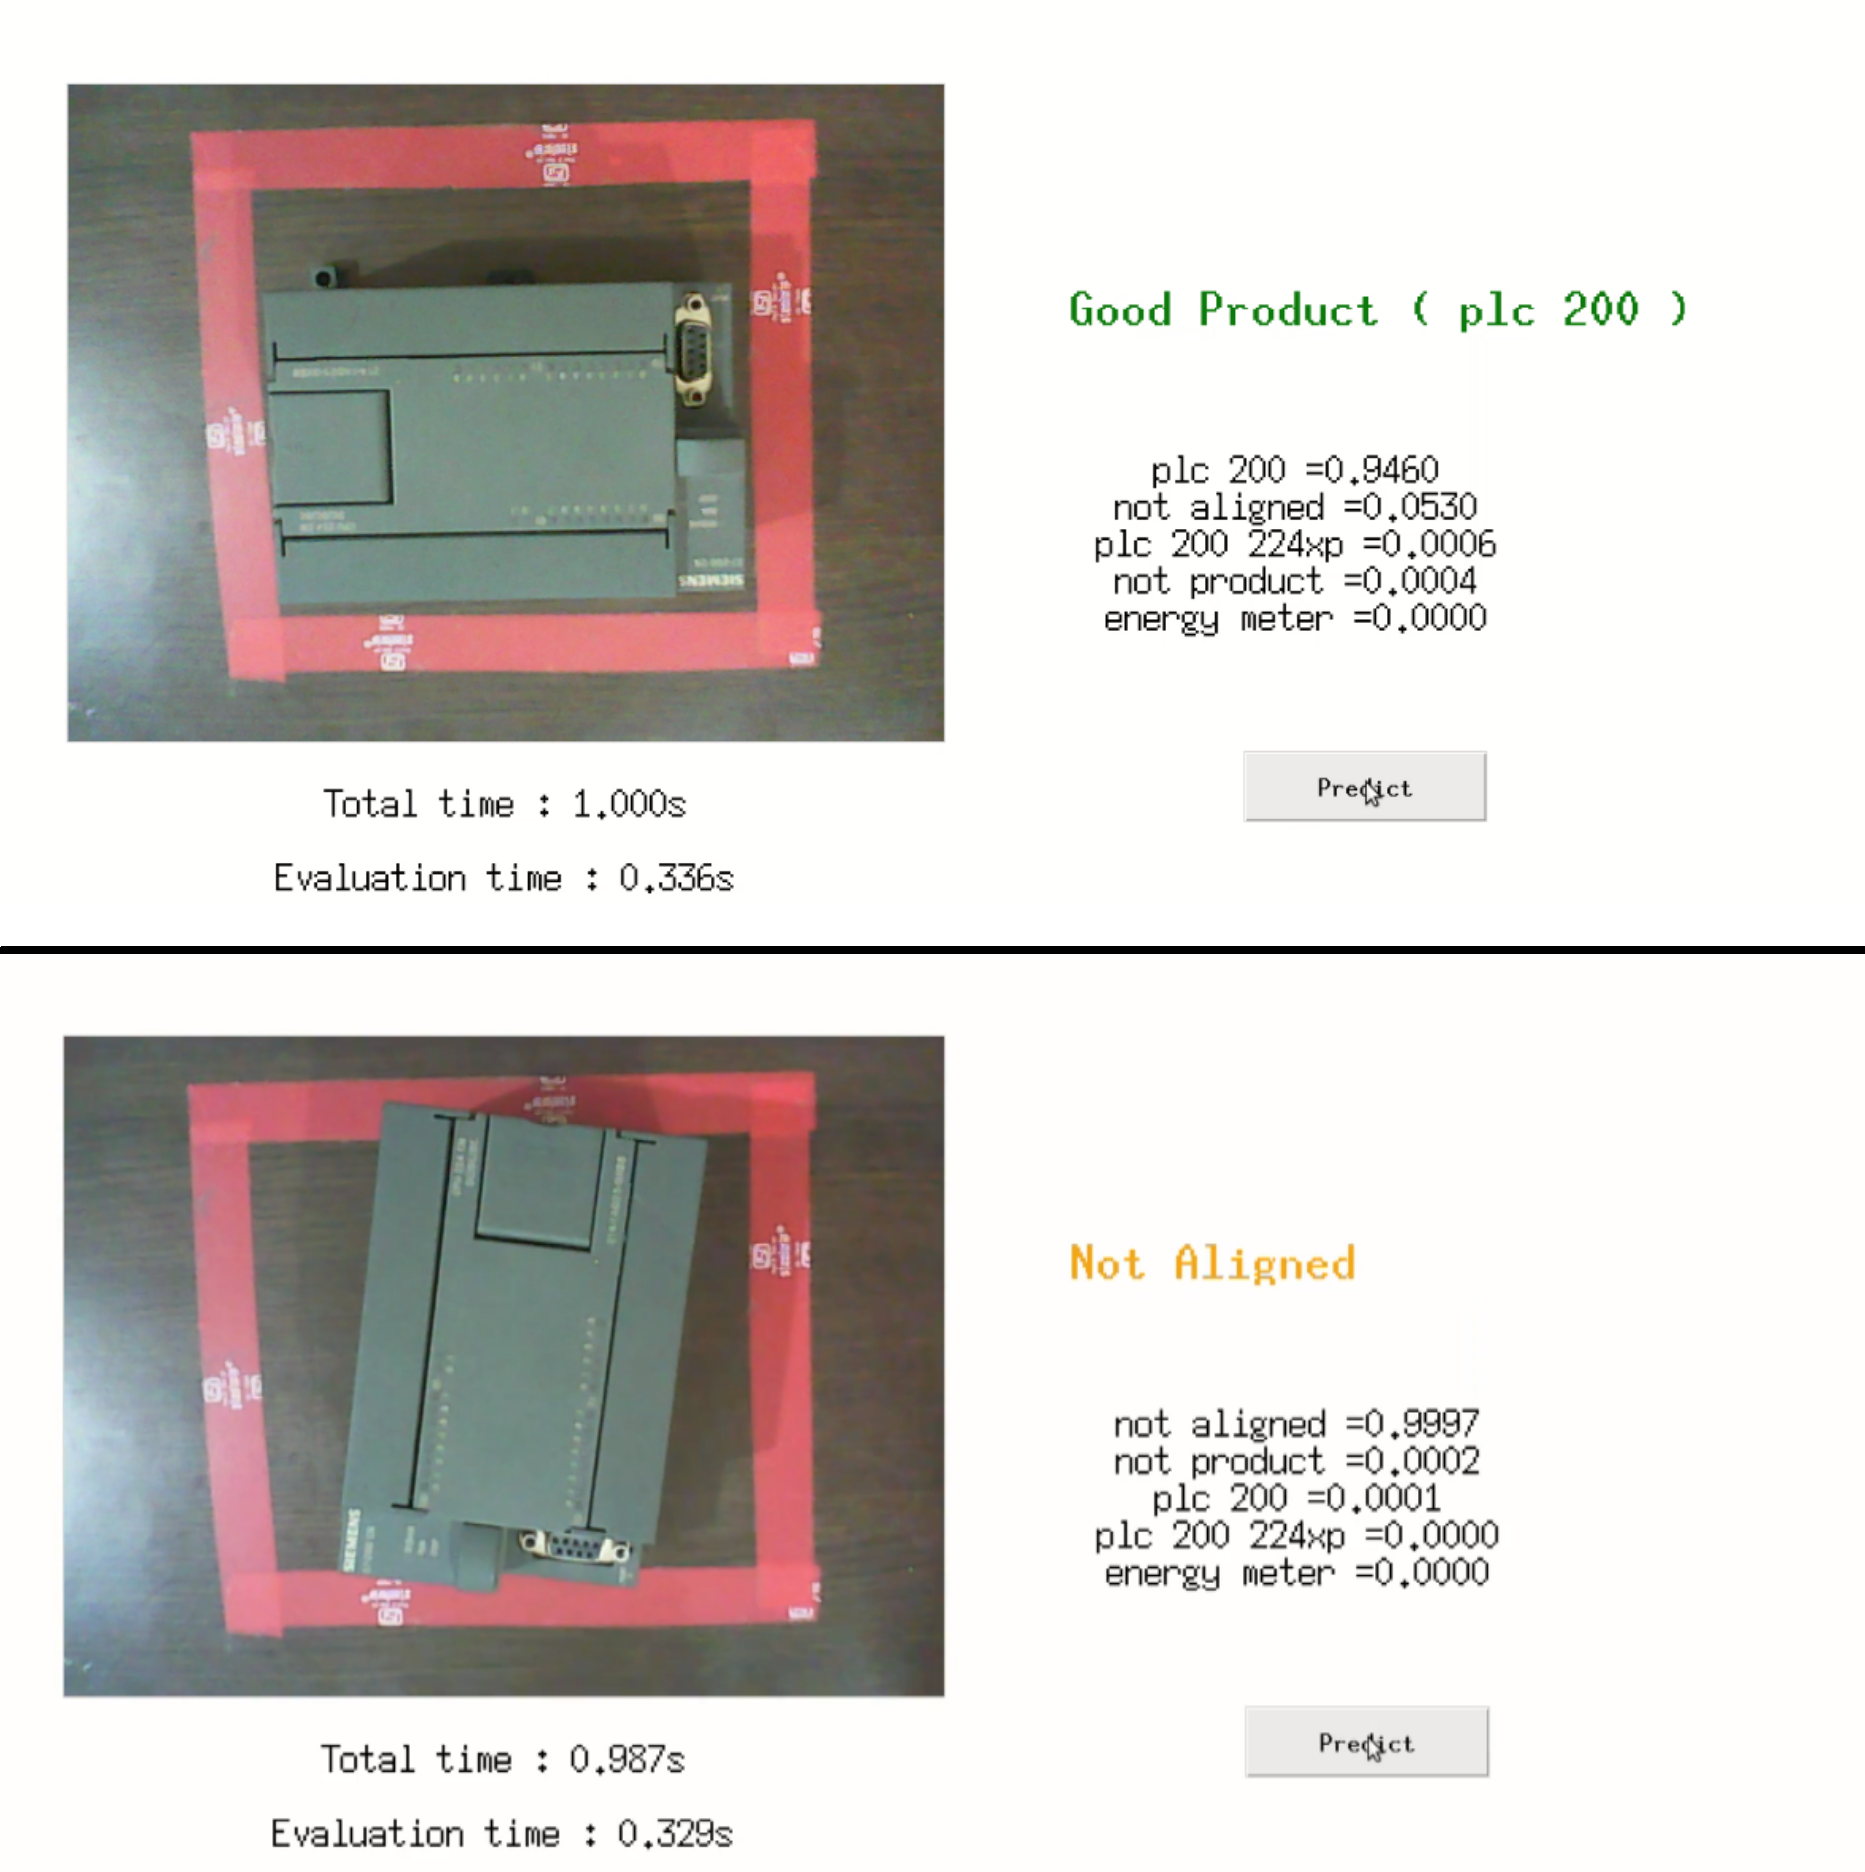 Good Product ( plc 200 )
plc 200 =0.9460
not aligned =0.0530
plc 200 224xp =0.0006
not product =0.0004
energy meter =0.0000
SIEMENS
Predict
Total time : 1.000s
Evaluation time : 0.336s
Not Aligned
not aligned =0.9997
not product =0.0002
plc 200 =0.0001
plc 200 224xp =0.0000
energy meter =0.0000
SIEMENS
Predict
Total time : 0.987s
Evaluation time : 0.329s